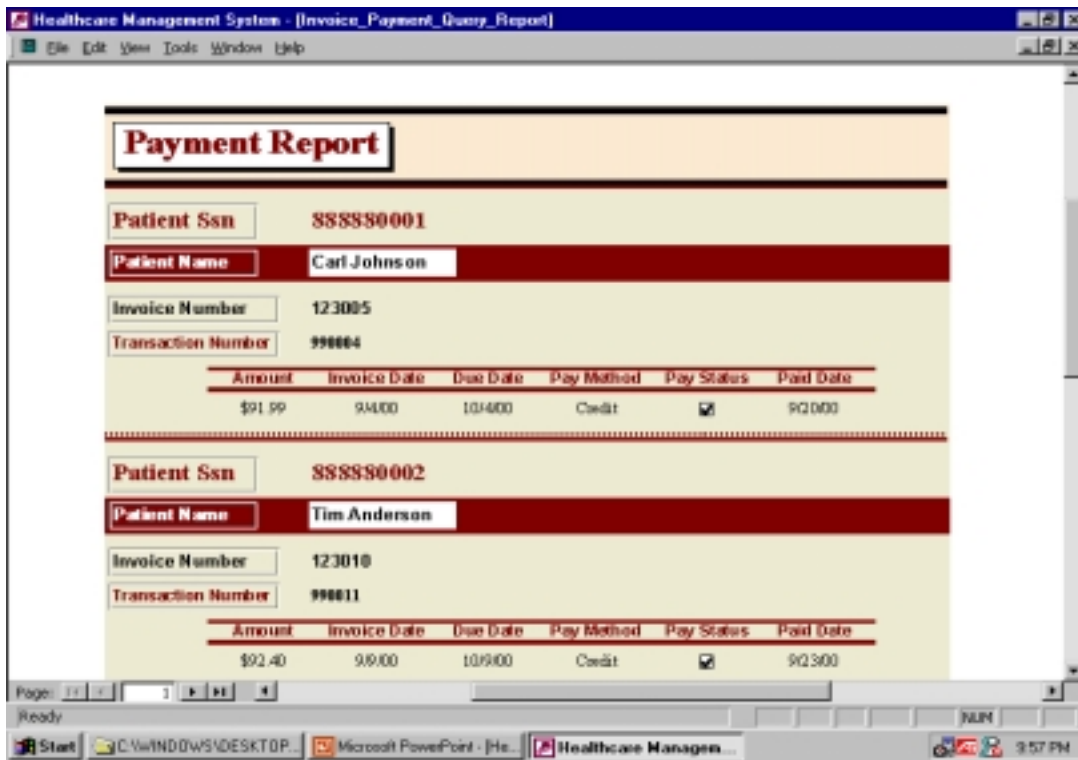 Healthcare Management System - [Invoice_Payment_Query_Report]
File Edit View Tools Window Help
Payment Report
Patient Ssn 888880001
Patient Name Carl Johnson
Invoice Number 123005
Transaction Number 990004
Amount Invoice Date Due Date Pay Method Pay Status Paid Date
$91.99 9/4/00 10/4/00 Credit 9/20/00
Patient Ssn 888880002
Patient Name Tim Anderson
Invoice Number 123010
Transaction Number 990011
Amount Invoice Date Due Date Pay Method Pay Status Paid Date
$92.40 9/9/00 10/9/00 Credit 9/23/00
Page: 1
Ready NUM
Start C:\WINDOWS\DESKTOP... Microsoft PowerPoint - [He... Healthcare Managem... 9:57 PM